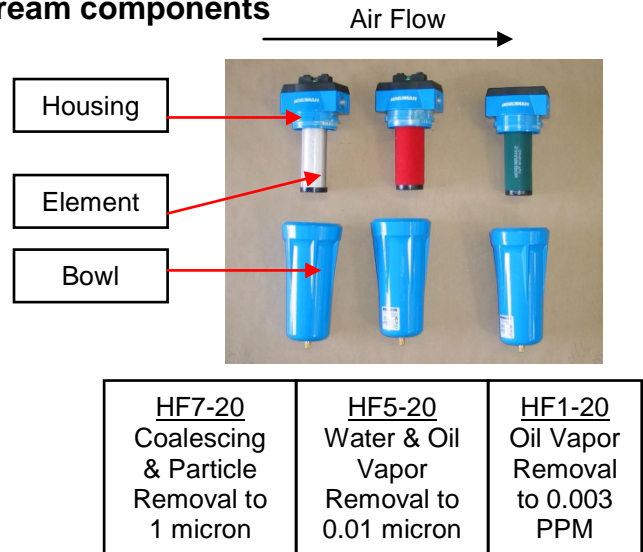 ream components
Air Flow
Housing
Element
Bowl
HF7-20
Coalescing
& Particle
Removal to
1 micron
HF5-20
Water & Oil
Vapor
Removal to
0.01 micron
HF1-20
Oil Vapor
Removal
to 0.003
PPM